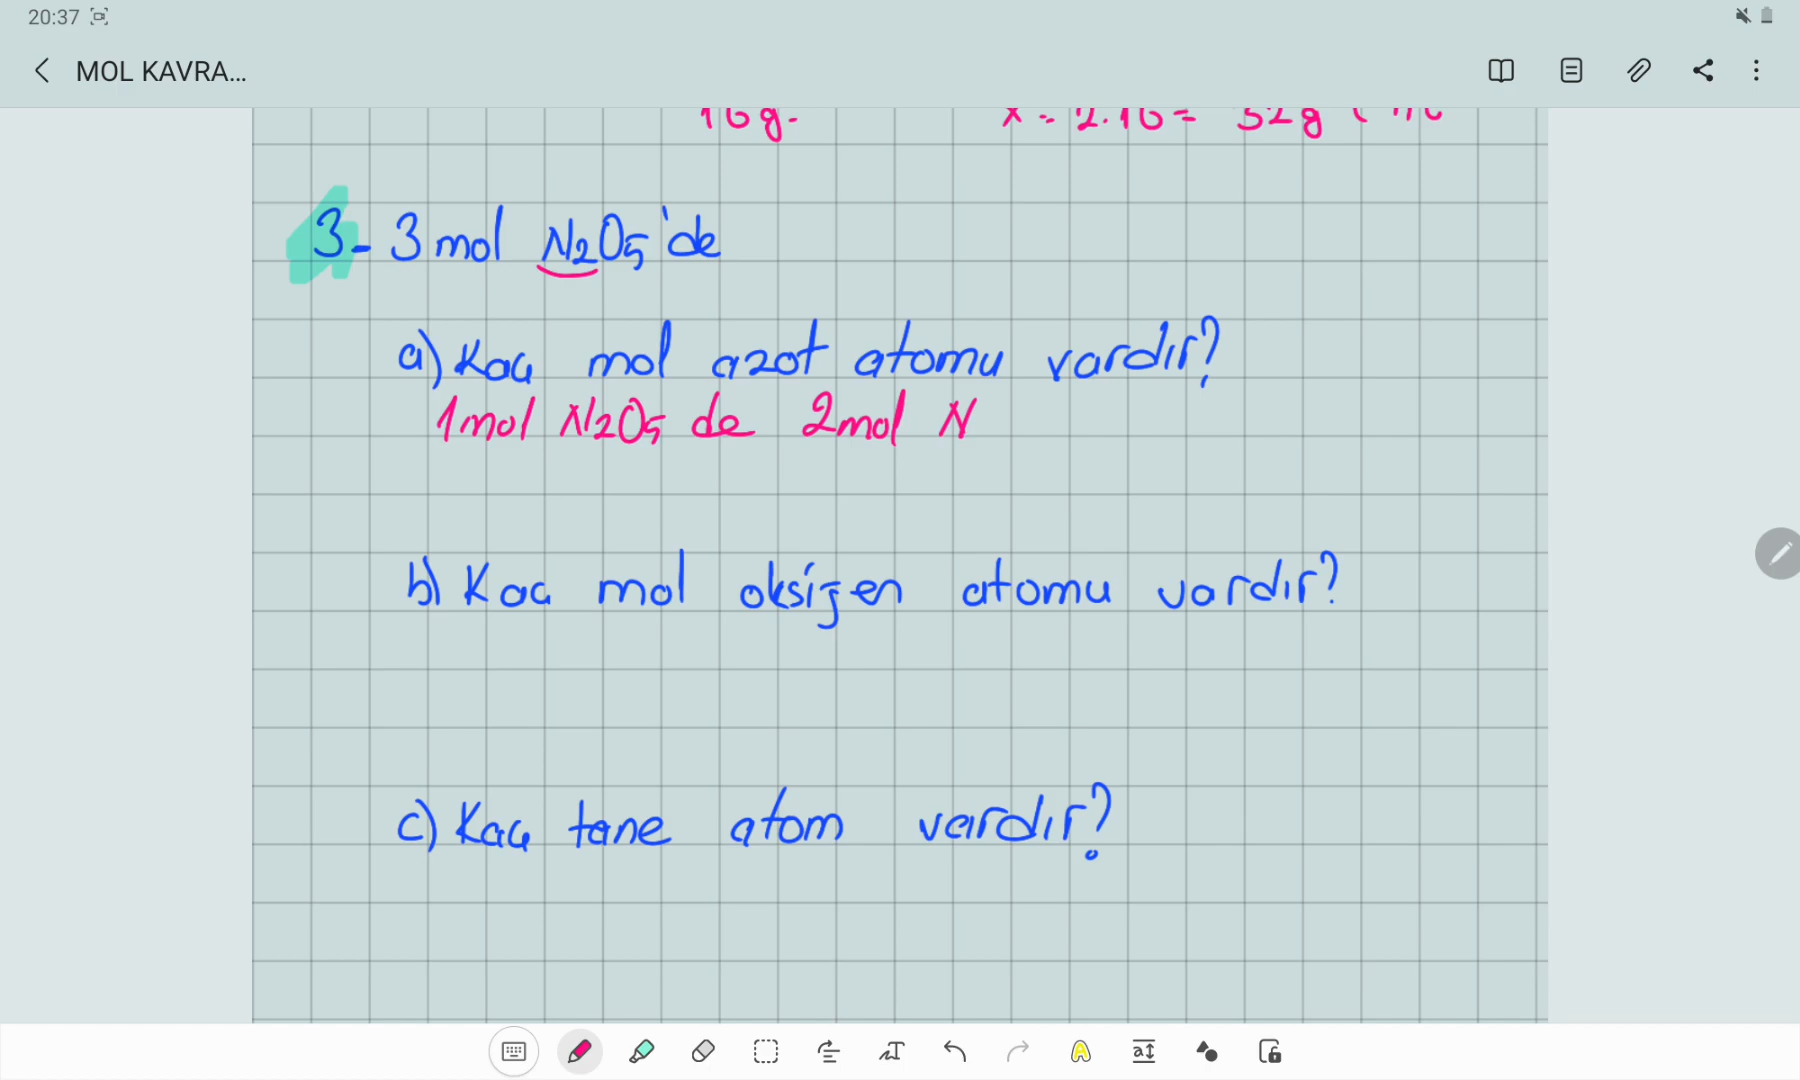 20:37
MOL KAVRA...
16 g.
x = 2.16 = 32g
3- 3 mol N2O5'de
a) Kaç mol azot atomu vardır?
1mol N2O5 de 2mol N
b) Kaç mol oksijen atomu vardır?
c) Kaç tane atom vardır?